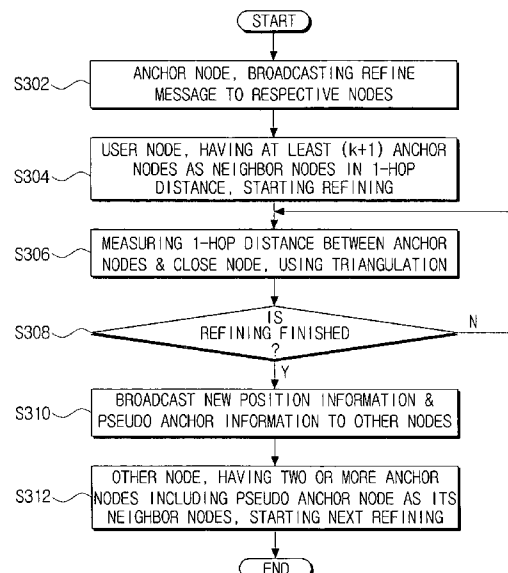 START
S302
ANCHOR NODE, BROADCASTING REFINE
MESSAGE TO RESPECTIVE NODES
S304
USER NODE, HAVING AT LEAST (k+1) ANCHOR
NODES AS NEIGHBOR NODES IN 1-HOP
DISTANCE, STARTING REFINING
S306
MEASURING 1-HOP DISTANCE BETWEEN ANCHOR
NODES & CLOSE NODE, USING TRIANGULATION
S308
IS
REFINING FINISHED
?
N
Y
S310
BROADCAST NEW POSITION INFORMATION &
PSEUDO ANCHOR INFORMATION TO OTHER NODES
S312
OTHER NODE, HAVING TWO OR MORE ANCHOR
NODES INCLUDING PSEUDO ANCHOR NODE AS ITS
NEIGHBOR NODES, STARTING NEXT REFINING
END